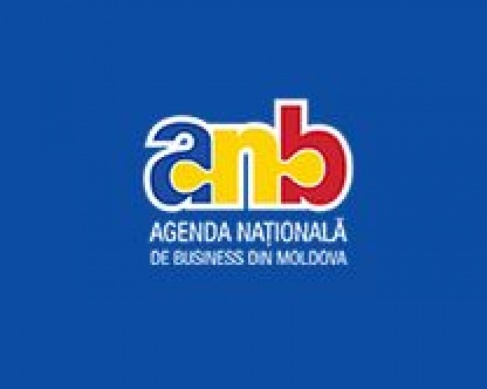 anb
AGENDA NAȚIONALĂ
DE BUSINESS DIN MOLDOVA